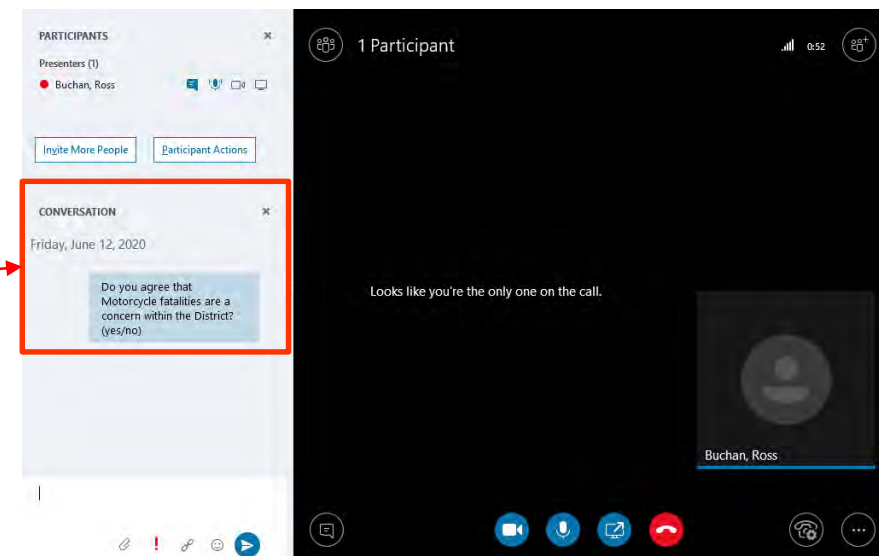 PARTICIPANTS
Presenters (1)
Buchan, Ross
Invite More People
Participant Actions
CONVERSATION
Friday, June 12, 2020
Do you agree that
Motorcycle fatalities are a
concern within the District?
(yes/no)
1 Participant
0:52
Looks like you're the only one on the call.
Buchan, Ross